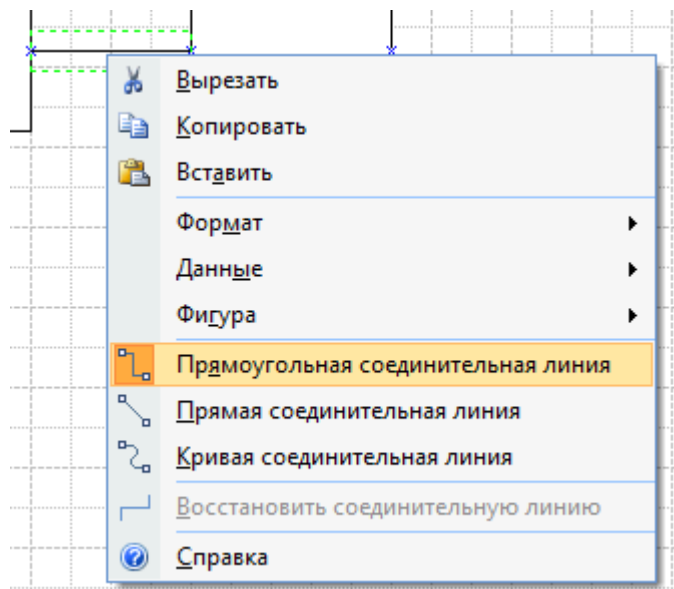 Вырезать
Копировать
Вставить
Формат
Данные
Фигура
Прямоугольная соединительная линия
Прямая соединительная линия
Кривая соединительная линия
Восстановить соединительную линию
Справка